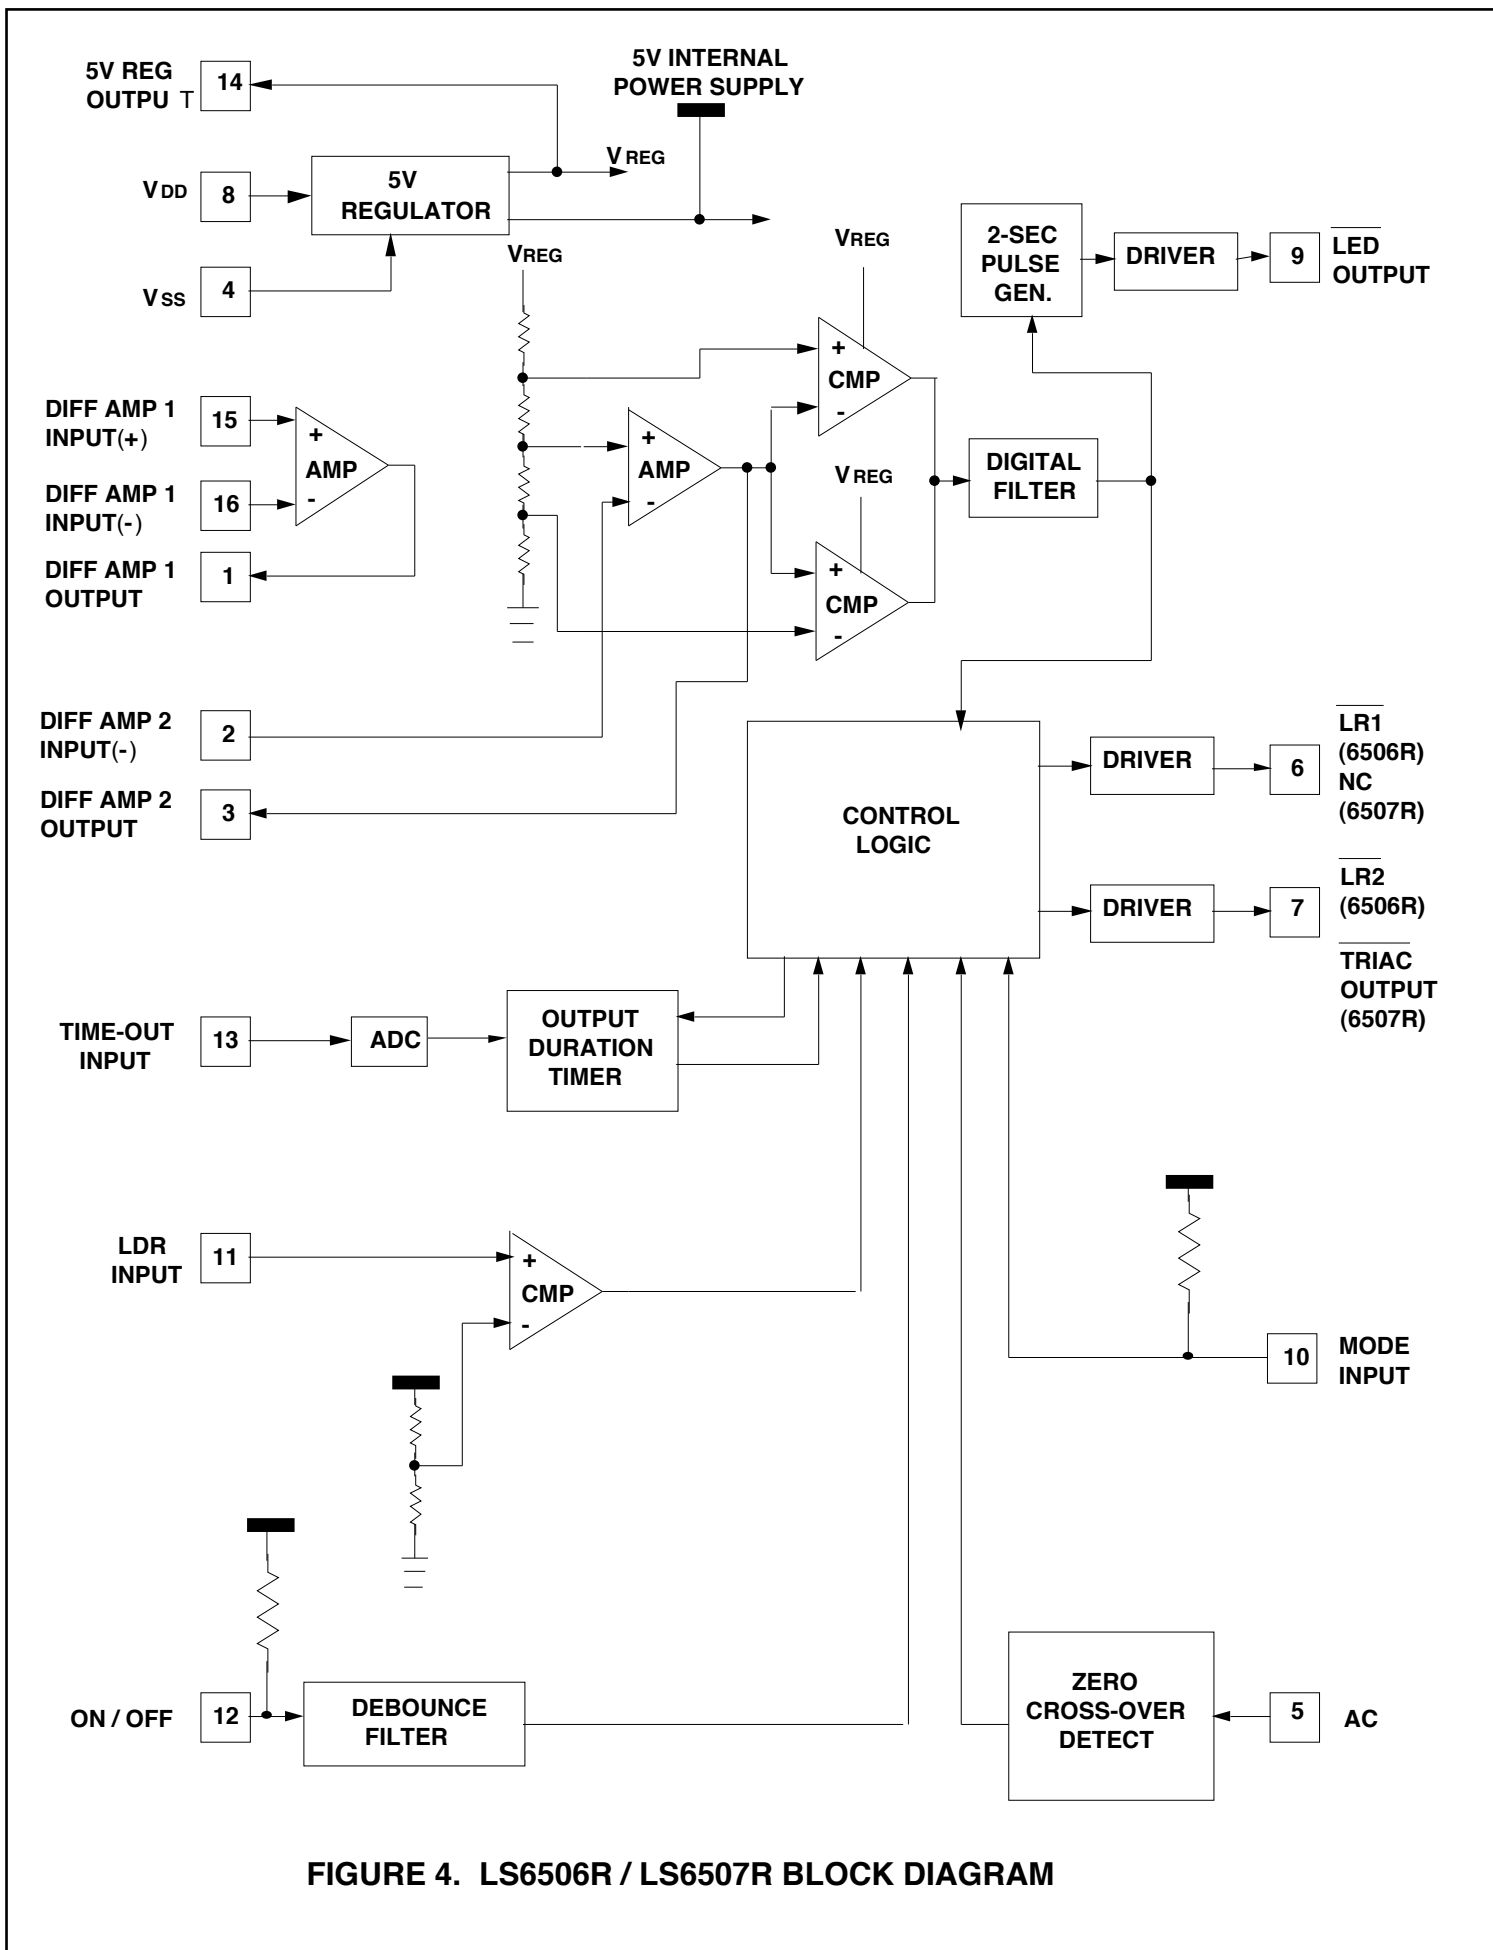 5V REG
OUTPU T
14
5V INTERNAL
POWER SUPPLY
VREG
VDD
8
5V
REGULATOR
VSS
4
VREG
VREG
2-SEC
PULSE
GEN.
DRIVER
9
LED
OUTPUT
DIFF AMP 1
INPUT(+)
15
+
AMP
-
DIFF AMP 1
INPUT(-)
16
DIFF AMP 1
OUTPUT
1
+
AMP
-
+
CMP
-
VREG
+
CMP
-
DIGITAL
FILTER
DIFF AMP 2
INPUT(-)
2
DIFF AMP 2
OUTPUT
3
CONTROL
LOGIC
DRIVER
6
LR1
(6506R)
NC
(6507R)
DRIVER
7
LR2
(6506R)
TRIAC
OUTPUT
(6507R)
TIME-OUT
INPUT
13
ADC
OUTPUT
DURATION
TIMER
LDR
INPUT
11
+
CMP
-
10
MODE
INPUT
ON / OFF
12
DEBOUNCE
FILTER
ZERO
CROSS-OVER
DETECT
5
AC
FIGURE 4. LS6506R / LS6507R BLOCK DIAGRAM